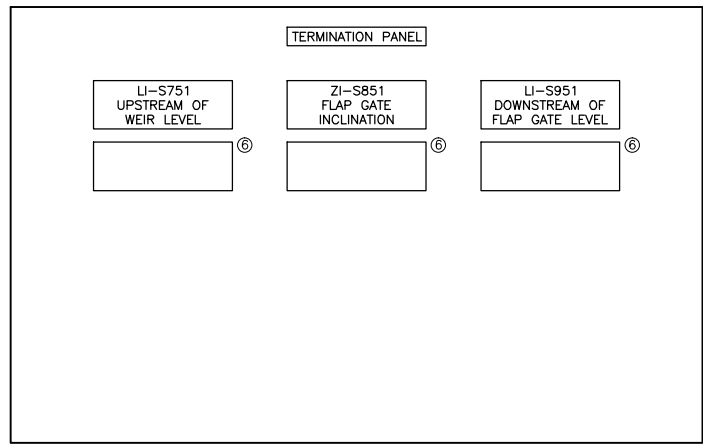 TERMINATION PANEL
LI-S751
UPSTREAM OF
WEIR LEVEL
ZI-S851
FLAP GATE
INCLINATION
LI-S951
DOWNSTREAM OF
FLAP GATE LEVEL
6
6
6